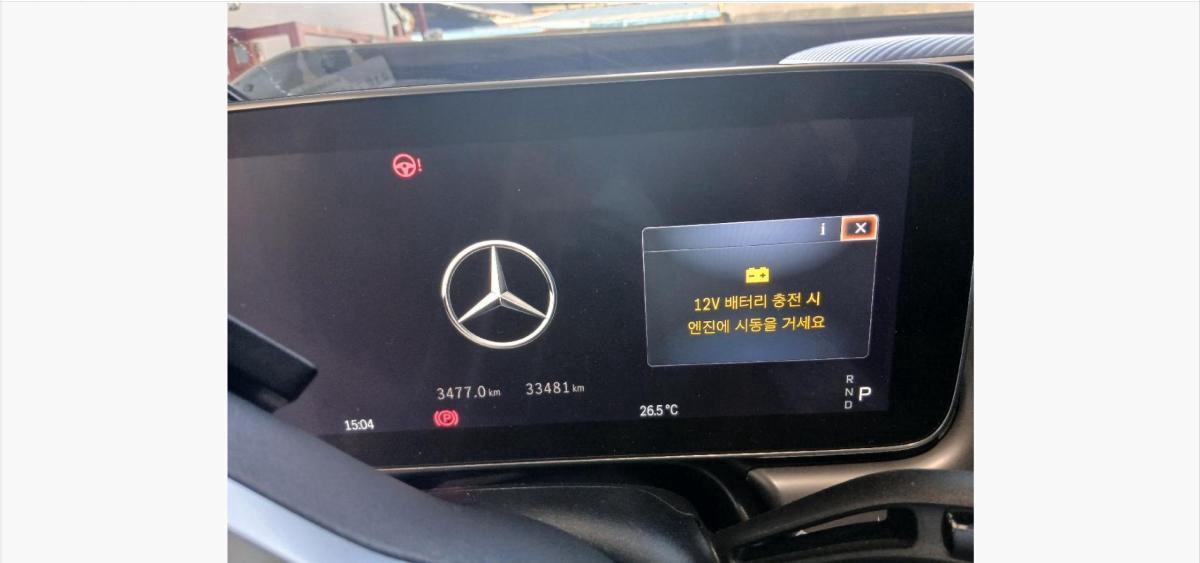 i X
12V 배터리 충전 시
엔진에 시동을 거세요
3477.0 km 33481 km
R
N P
D
15:04 (P) 26.5 °C